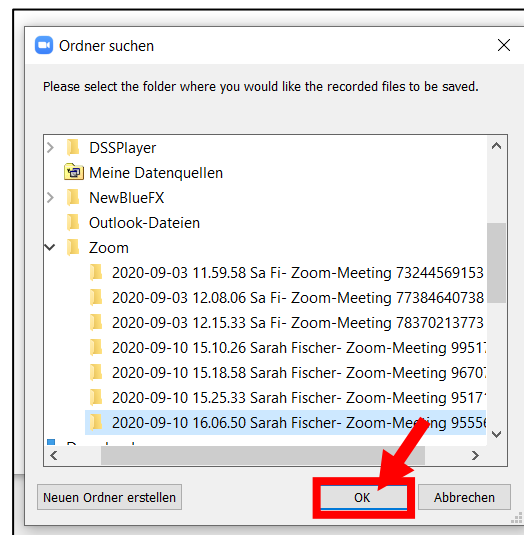 Ordner suchen
Please select the folder where you would like the recorded files to be saved.
DSSPlayer
Meine Datenquellen
NewBlueFX
Outlook-Dateien
Zoom
2020-09-03 11.59.58 Sa Fi- Zoom-Meeting 73244569153
2020-09-03 12.08.06 Sa Fi- Zoom-Meeting 77384640738
2020-09-03 12.15.33 Sa Fi- Zoom-Meeting 78370213773
2020-09-10 15.10.26 Sarah Fischer- Zoom-Meeting 99517
2020-09-10 15.18.58 Sarah Fischer- Zoom-Meeting 96707
2020-09-10 15.25.33 Sarah Fischer- Zoom-Meeting 95171
2020-09-10 16.06.50 Sarah Fischer- Zoom-Meeting 95556
Neuen Ordner erstellen
OK
Abbrechen